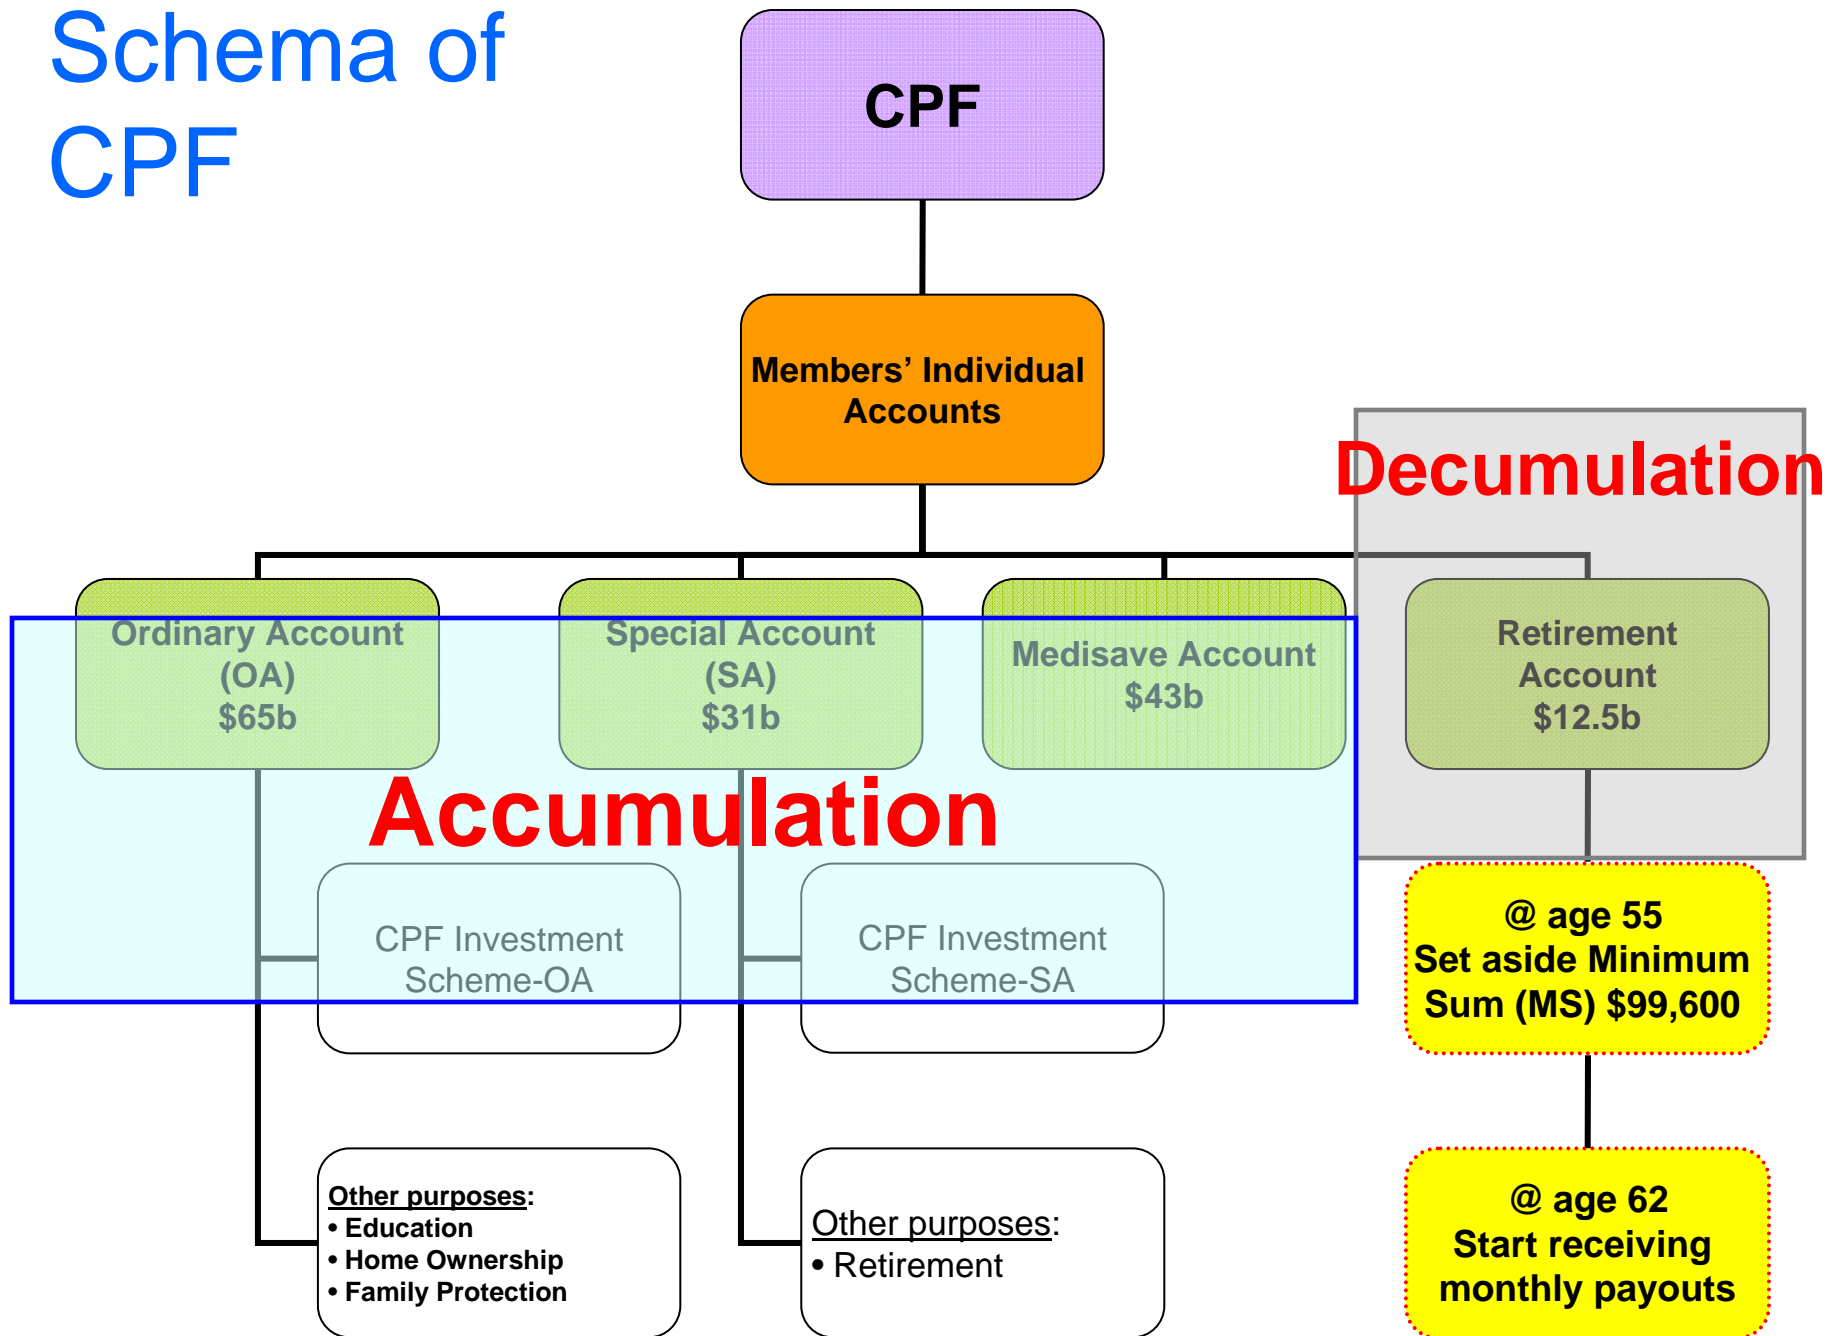 Schema of
CPF
CPF
Members’ Individual
Accounts
Decumulation
Ordinary Account
(OA)
$65b
Special Account
(SA)
$31b
Medisave Account
$43b
Retirement
Account
$12.5b
Accumulation
CPF Investment
Scheme-OA
CPF Investment
Scheme-SA
@ age 55
Set aside Minimum
Sum (MS) $99,600
Other purposes:
• Education
• Home Ownership
• Family Protection
Other purposes:
• Retirement
@ age 62
Start receiving
monthly payouts